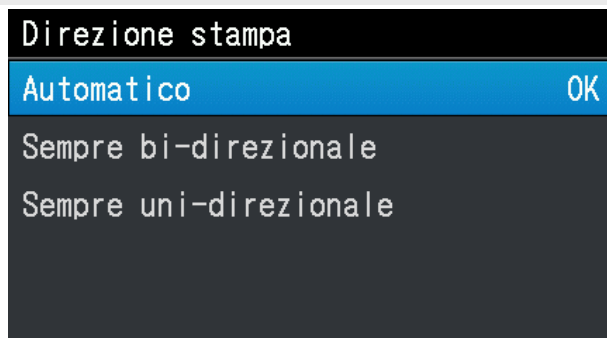 Direzione stampa
Automatico OK
Sempre bi-direzionale
Sempre uni-direzionale